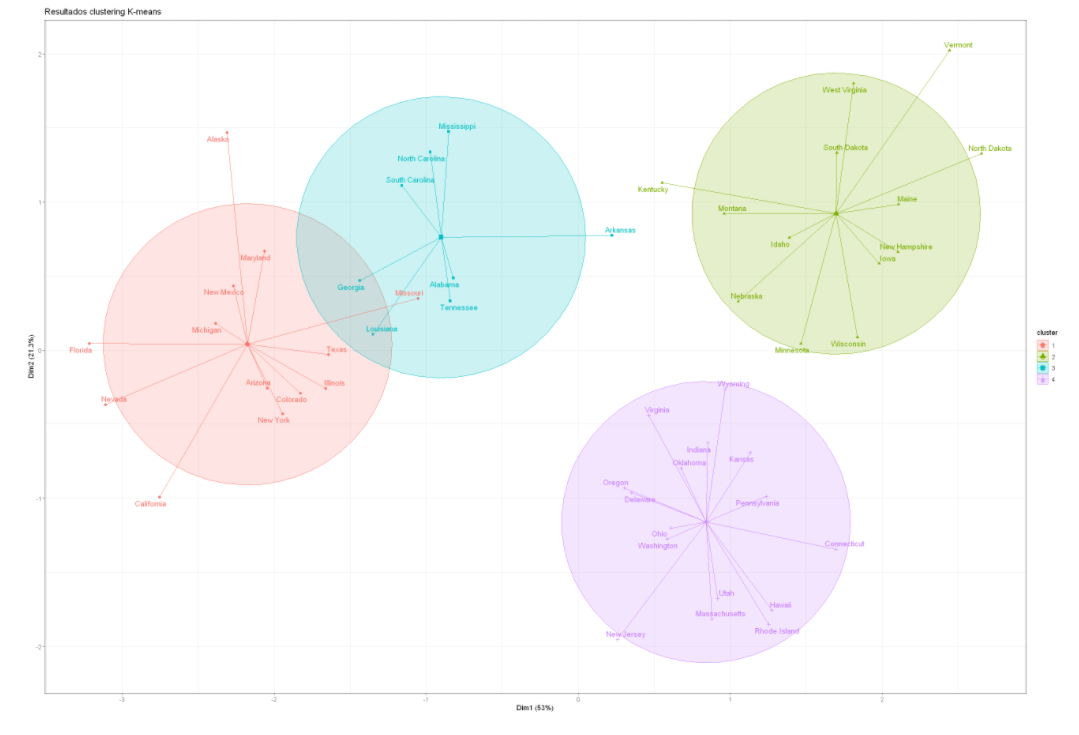 Resultados clustering K-means
Vermont
2
West Virginia
Mississippi
Alaska
South Dakota
North Dakota
North Carolina
South Carolina
Kentucky
1
Maine
Montana
Arkansas
Idaho
New Hampshire
Maryland
Iowa
Alabama
Georgia
New Mexico
Missouri
Nebraska
Tennessee
Michigan
Louisiana
cluster
Florida
0
Texas
Minnesota
Wisconsin
1
Dim2 (21.3%)
2
3
4
Arizona
Illinois
Wyoming
Nevada
Colorado
Virginia
New York
Indiana
Kansas
Oklahoma
Oregon
-1
Delaware
Pennsylvania
California
Ohio
Connecticut
Washington
Utah
Hawaii
Massachusetts
Rhode Island
New Jersey
-2
-3
-2
-1
0
1
2
Dim1 (53%)